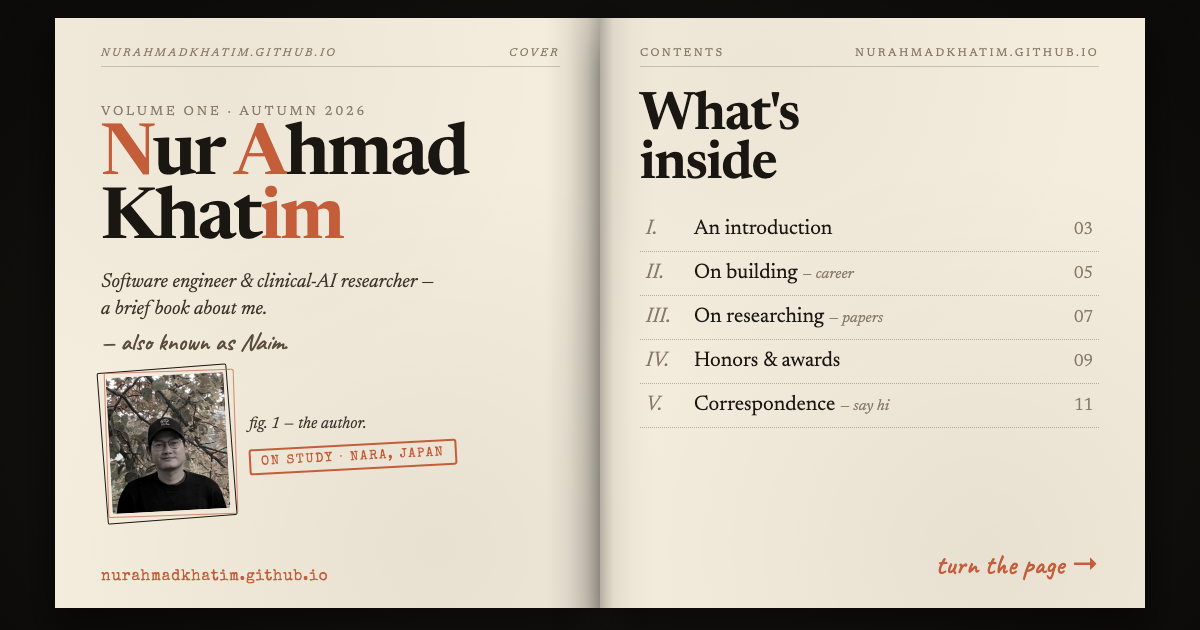 NURAHMADKHATIM.GITHUB.IO COVER
VOLUME ONE · AUTUMN 2026
Nur Ahmad
Khatim
Software engineer & clinical-AI researcher —
a brief book about me.
— also known as Naim.
fig. 1 — the author.
ON STUDY · NARA, JAPAN
nurahmadkhatim.github.io
CONTENTS NURAHMADKHATIM.GITHUB.IO
What's
inside
I. An introduction 03
II. On building — career 05
III. On researching — papers 07
IV. Honors & awards 09
V. Correspondence — say hi 11
turn the page →